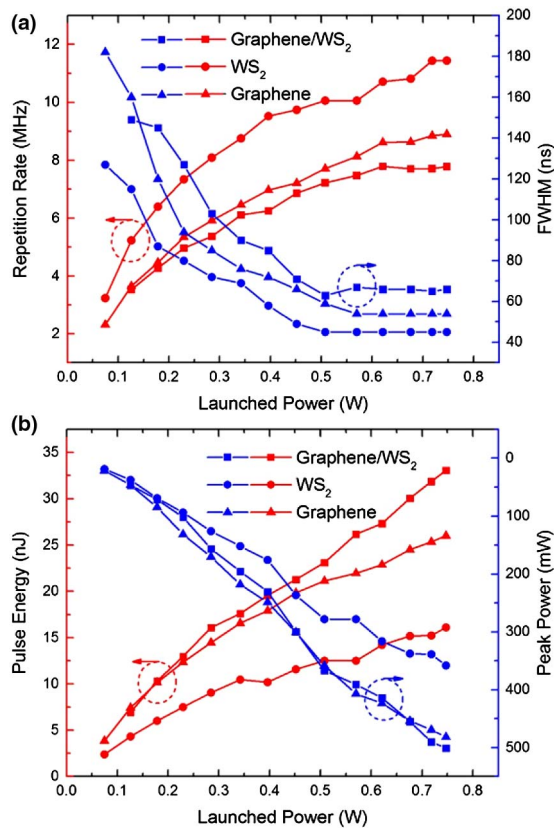 (a)
Graphene/WS₂
WS₂
Graphene
Repetition Rate (MHz)
12
10
8
6
4
2
FWHM (ns)
200
180
160
140
120
100
80
60
40
0.0 0.1 0.2 0.3 0.4 0.5 0.6 0.7 0.8
Launched Power (W)
(b)
Graphene/WS₂
WS₂
Graphene
Pulse Energy (nJ)
35
30
25
20
15
10
5
0
Peak Power (mW)
0
100
200
300
400
500
0.0 0.1 0.2 0.3 0.4 0.5 0.6 0.7 0.8
Launched Power (W)